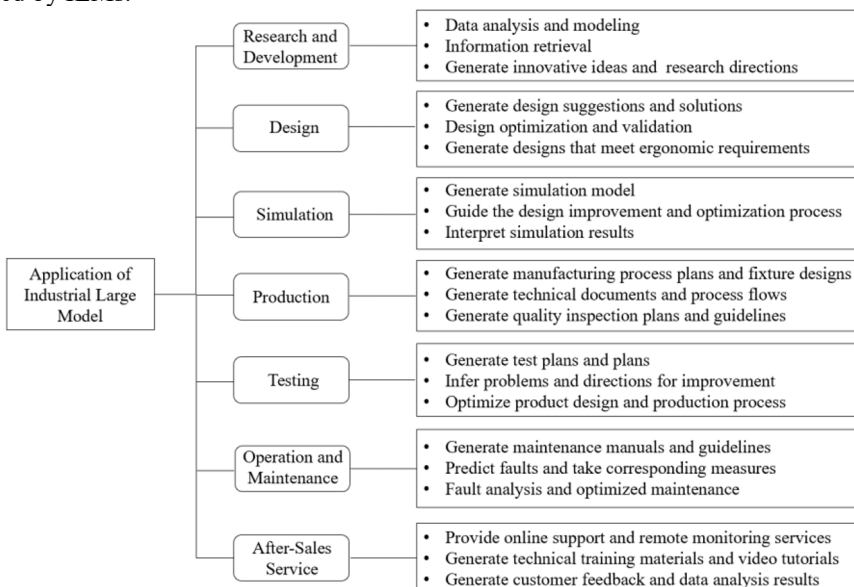 Research and
Development
• Data analysis and modeling
• Information retrieval
• Generate innovative ideas and research directions
Design
• Generate design suggestions and solutions
• Design optimization and validation
• Generate designs that meet ergonomic requirements
Simulation
• Generate simulation model
• Guide the design improvement and optimization process
• Interpret simulation results
Application of
Industrial Large
Model
Production
• Generate manufacturing process plans and fixture designs
• Generate technical documents and process flows
• Generate quality inspection plans and guidelines
Testing
• Generate test plans and plans
• Infer problems and directions for improvement
• Optimize product design and production process
Operation and
Maintenance
• Generate maintenance manuals and guidelines
• Predict faults and take corresponding measures
• Fault analysis and optimized maintenance
After-Sales
Service
• Provide online support and remote monitoring services
• Generate technical training materials and video tutorials
• Generate customer feedback and data analysis results